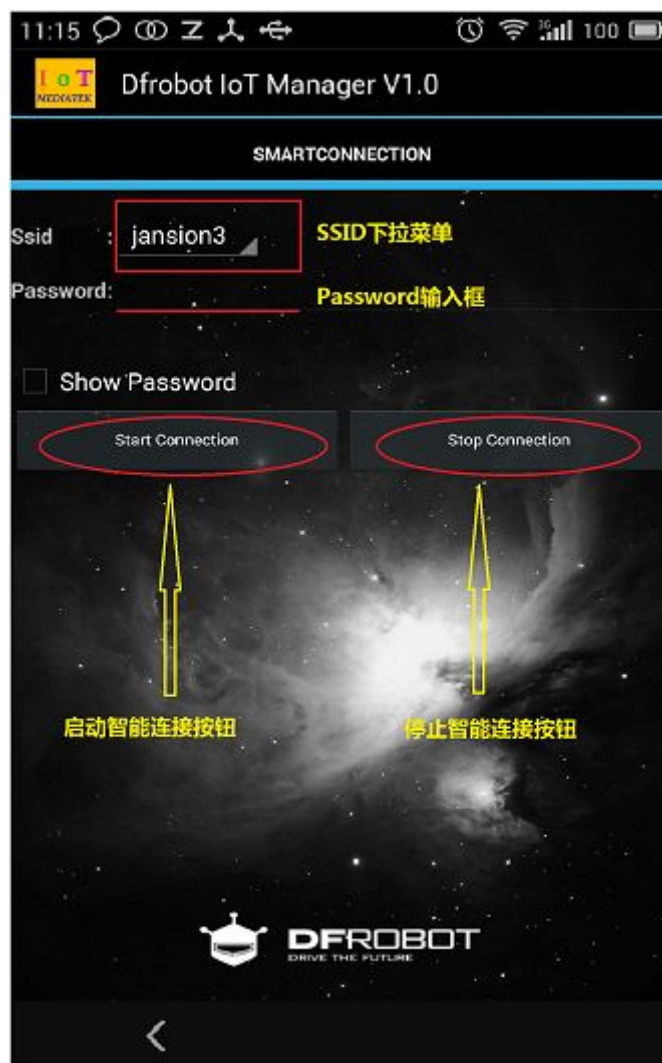 11:15
3G
100
I o T
MEDIATEK
Dfrobot IoT Manager V1.0
SMARTCONNECTION
Ssid : jansion3 SSID下拉菜单
Password: Password输入框
Show Password
Start Connection Stop Connection
启动智能连接按钮 停止智能连接按钮
DFROBOT
DRIVE THE FUTURE